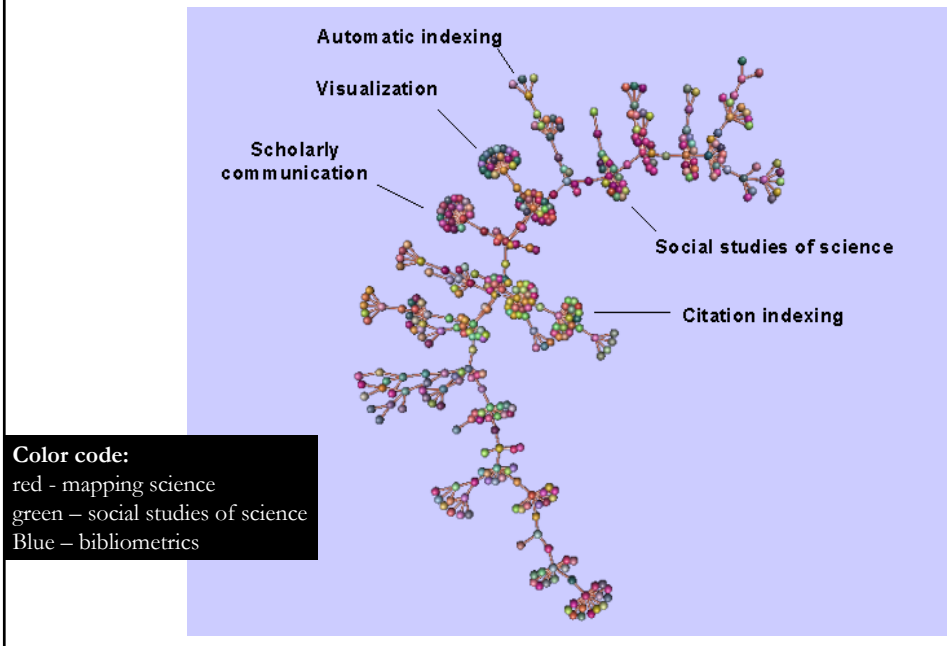 Automatic indexing
Visualization
Scholarly
communication
Social studies of science
Citation indexing
Color code:
red - mapping science
green – social studies of science
Blue – bibliometrics